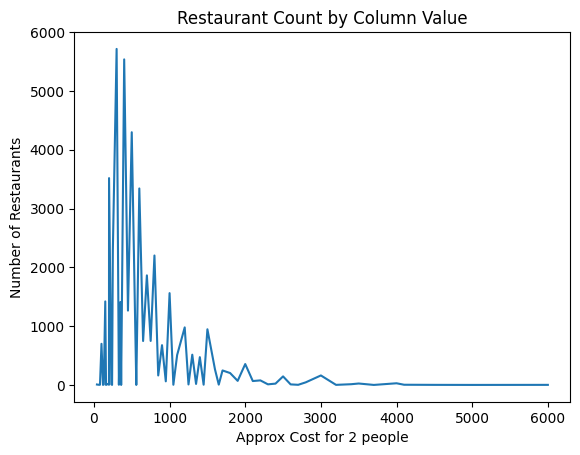 Restaurant Count by Column Value
6000
5000
4000
3000
2000
1000
0
Number of Restaurants
0 1000 2000 3000 4000 5000 6000
Approx Cost for 2 people